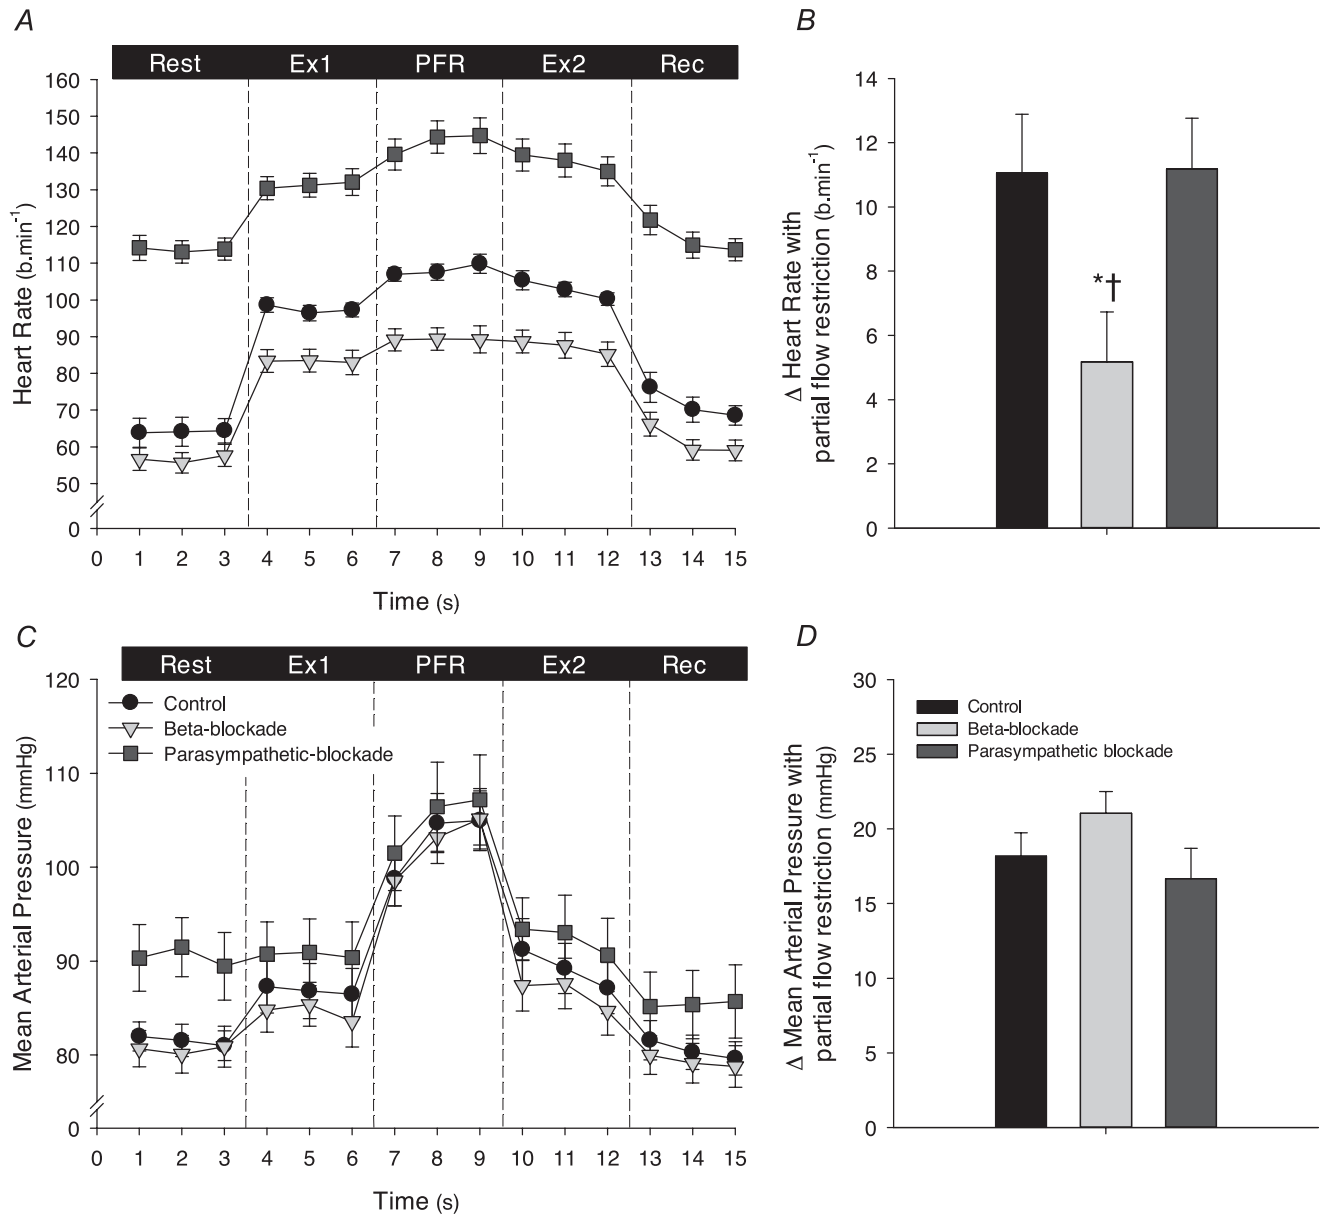 A
Rest Ex1 PFR Ex2 Rec
160
150
140
130
120
110
100
90
80
70
60
50
0
Heart Rate (b.min-1)
0 1 2 3 4 5 6 7 8 9 10 11 12 13 14 15
Time (s)
B
14
12
10
8
6
4
2
0
Δ Heart Rate with
partial flow restriction (b.min-1)
*†
C
Rest Ex1 PFR Ex2 Rec
120
110
100
90
80
0
Mean Arterial Pressure (mmHg)
Control
Beta-blockade
Parasympathetic-blockade
0 1 2 3 4 5 6 7 8 9 10 11 12 13 14 15
Time (s)
D
30
25
20
15
10
5
0
Δ Mean Arterial Pressure with
partial flow restriction (mmHg)
Control
Beta-blockade
Parasympathetic blockade